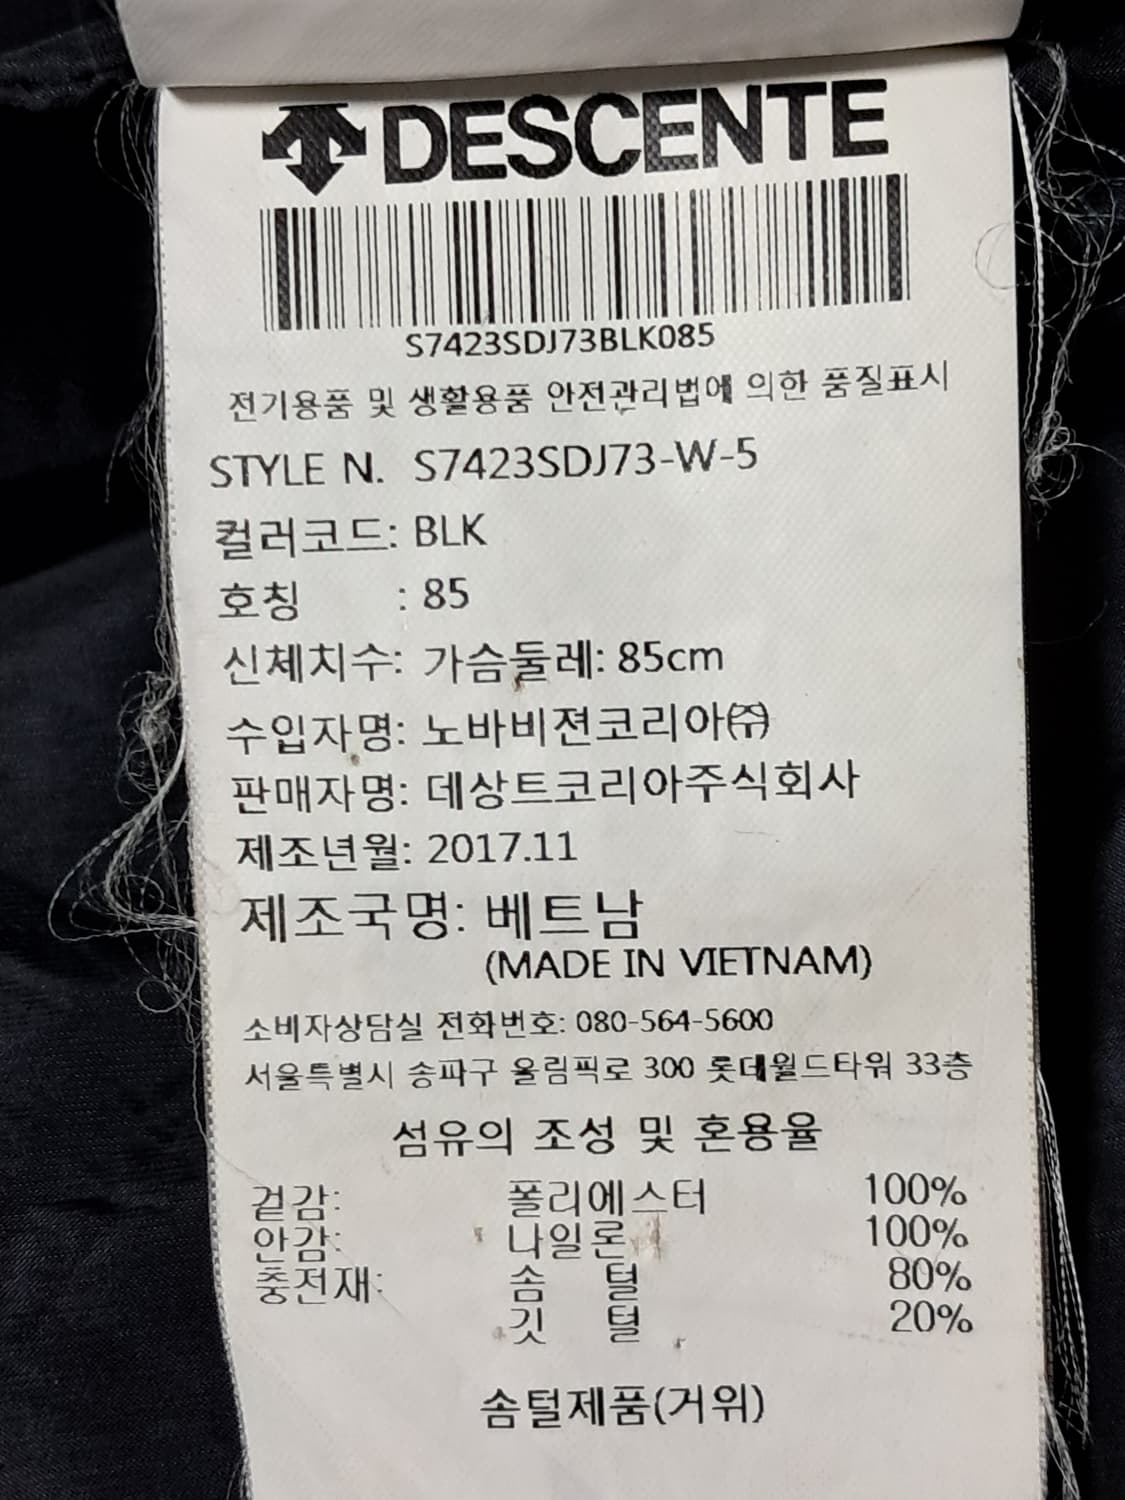 DESCENTE
S7423SDJ73BLK085
전기용품 및 생활용품 안전관리법에 의한 품질표시
STYLE N. S7423SDJ73-W-5
컬러코드: BLK
호칭 : 85
신체치수: 가슴둘레: 85cm
수입자명: 노바비젼코리아㈜
판매자명: 데상트코리아주식회사
제조년월: 2017.11
제조국명: 베트남
(MADE IN VIETNAM)
소비자상담실 전화번호: 080-564-5600
서울특별시 송파구 올림픽로 300 롯데월드타워 33층
섬유의 조성 및 혼용율
겉감: 폴리에스터 100%
안감: 나일론 100%
충전재: 솜 털 80%
깃 털 20%
솜털제품(거위)